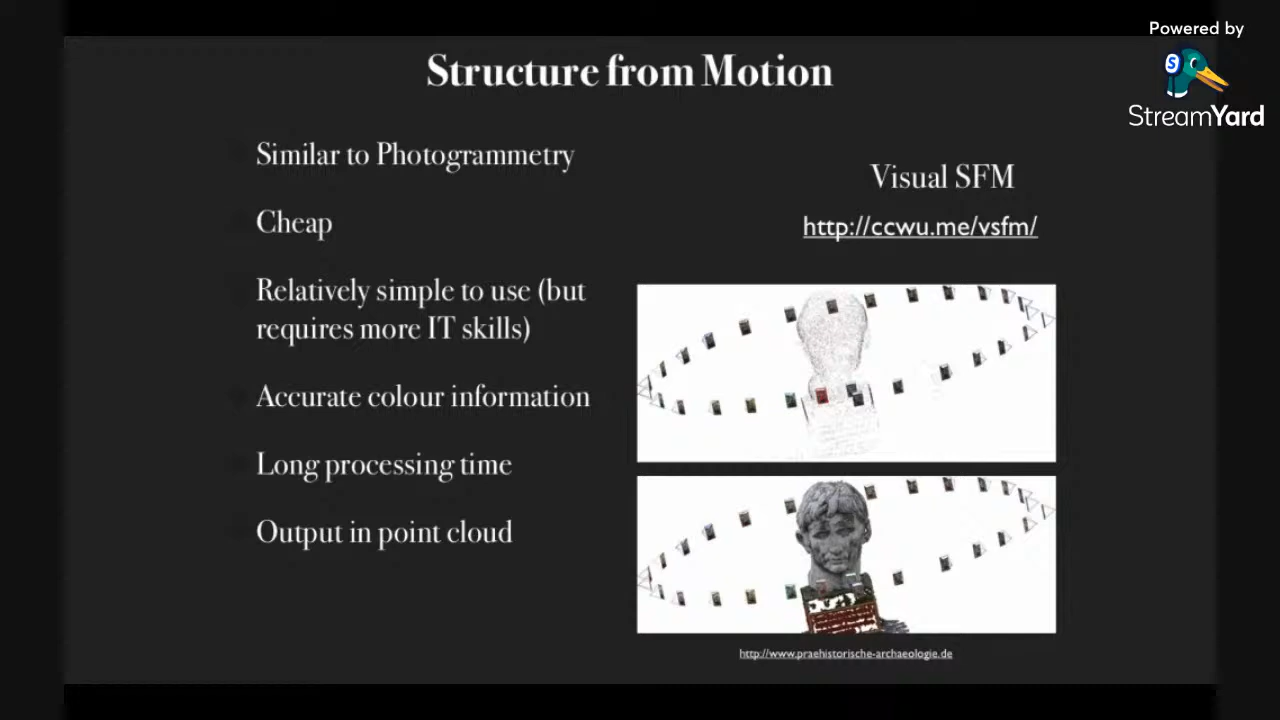 Powered by
StreamYard
Structure from Motion
Similar to Photogrammetry
Cheap
Relatively simple to use (but
requires more IT skills)
Accurate colour information
Long processing time
Output in point cloud
Visual SFM
http://ccwu.me/vsfm/
http://www.praehistorische-archaeologie.de